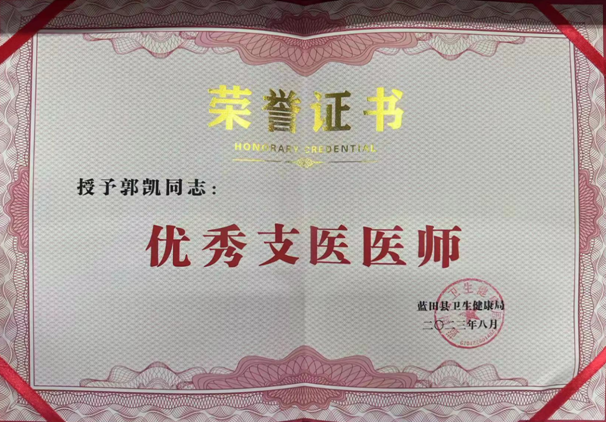 荣誉证书
HONORARY CREDENTIAL
授予郭凯同志：
优秀支医医师
蓝田县卫生健康局
二〇二三年八月